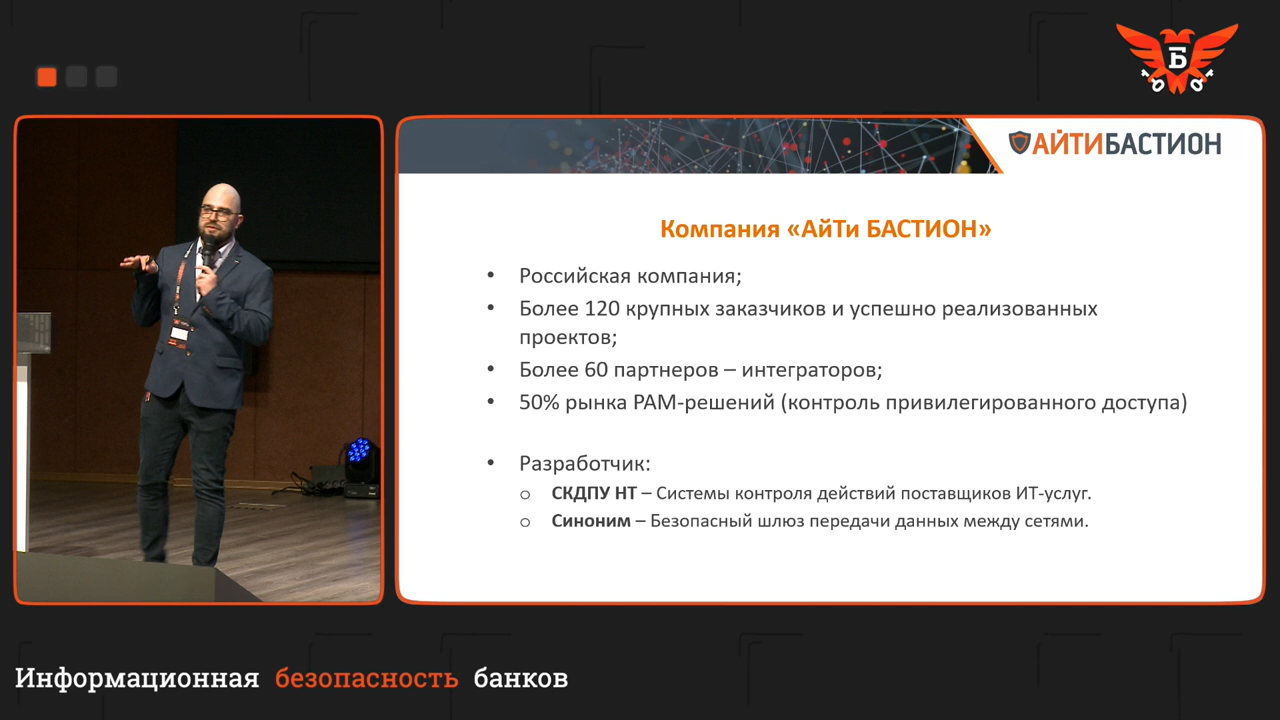 Б
АЙТИБАСТИОН
Компания «АйТи БАСТИОН»
• Российская компания;
• Более 120 крупных заказчиков и успешно реализованных
проектов;
• Более 60 партнеров – интеграторов;
• 50% рынка РАМ-решений (контроль привилегированного доступа)
• Разработчик:
o СКДПУ НТ – Системы контроля действий поставщиков ИТ-услуг.
o Синоним – Безопасный шлюз передачи данных между сетями.
Информационная безопасность банков